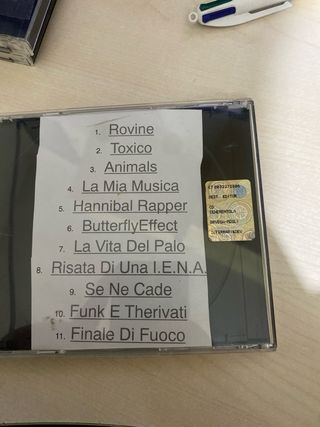 1. Rovine
2. Toxico
3. Animals
4. La Mia Musica
5. Hannibal Rapper
6. ButterflyEffect
7. La Vita Del Palo
8. Risata Di Una I.E.N.A.
9. Se Ne Cade
10. Funk E Therivati
11. Finale Di Fuoco